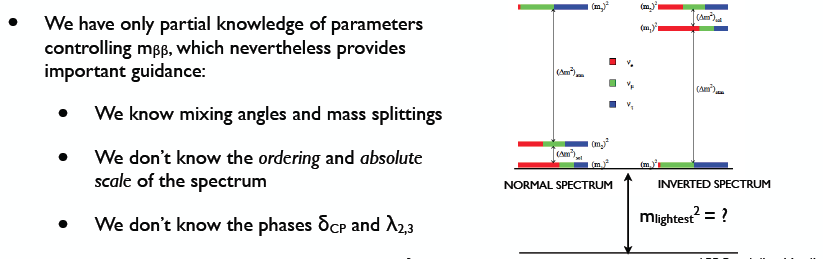 • We have only partial knowledge of parameters
controlling mββ, which nevertheless provides
important guidance:
• We know mixing angles and mass splittings
• We don't know the ordering and absolute
scale of the spectrum
• We don't know the phases δCP and λ2,3
(m3)²
(m2)²
(Δm²)sol
(m1)²
(Δm²)atm
νe
νμ
ντ
(Δm²)atm
(m2)²
(Δm²)sol
(m1)²
(m3)²
NORMAL SPECTRUM
INVERTED SPECTRUM
mlightest² = ?